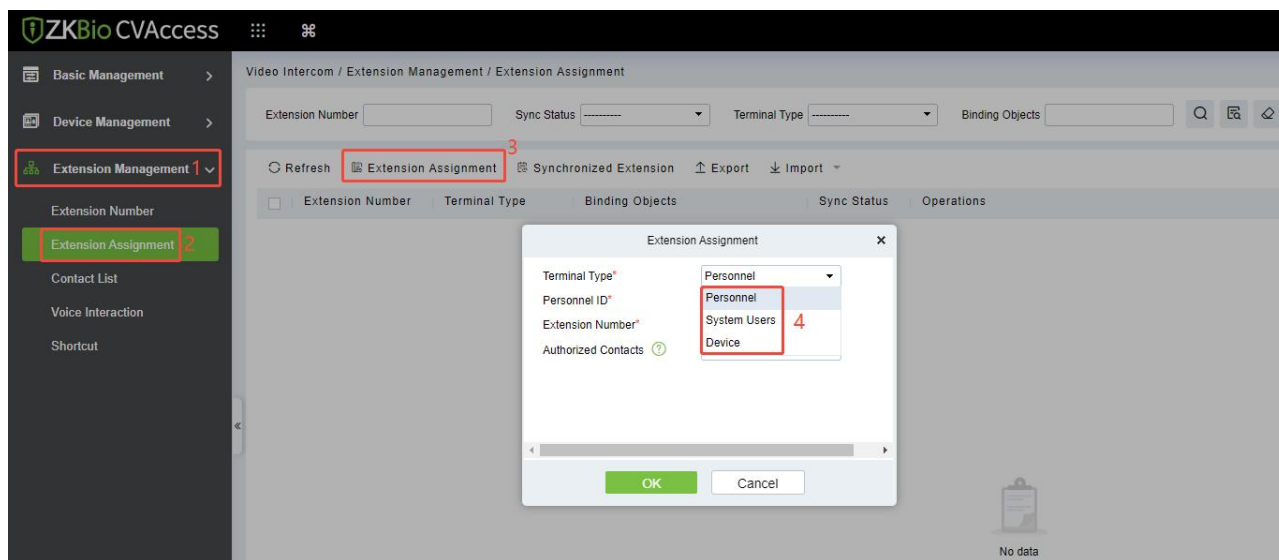 ZKBio CVAccess
Basic Management
Device Management
Extension Management 1
Extension Number
Extension Assignment 2
Contact List
Voice Interaction
Shortcut
Video Intercom / Extension Management / Extension Assignment
Extension Number Sync Status ---------- Terminal Type ---------- Binding Objects
3
Refresh Extension Assignment Synchronized Extension Export Import
Extension Number Terminal Type Binding Objects Sync Status Operations
Extension Assignment ×
Terminal Type* Personnel
Personnel ID* Personnel
Extension Number* System Users 4
Authorized Contacts ? Device
«
OK Cancel
No data